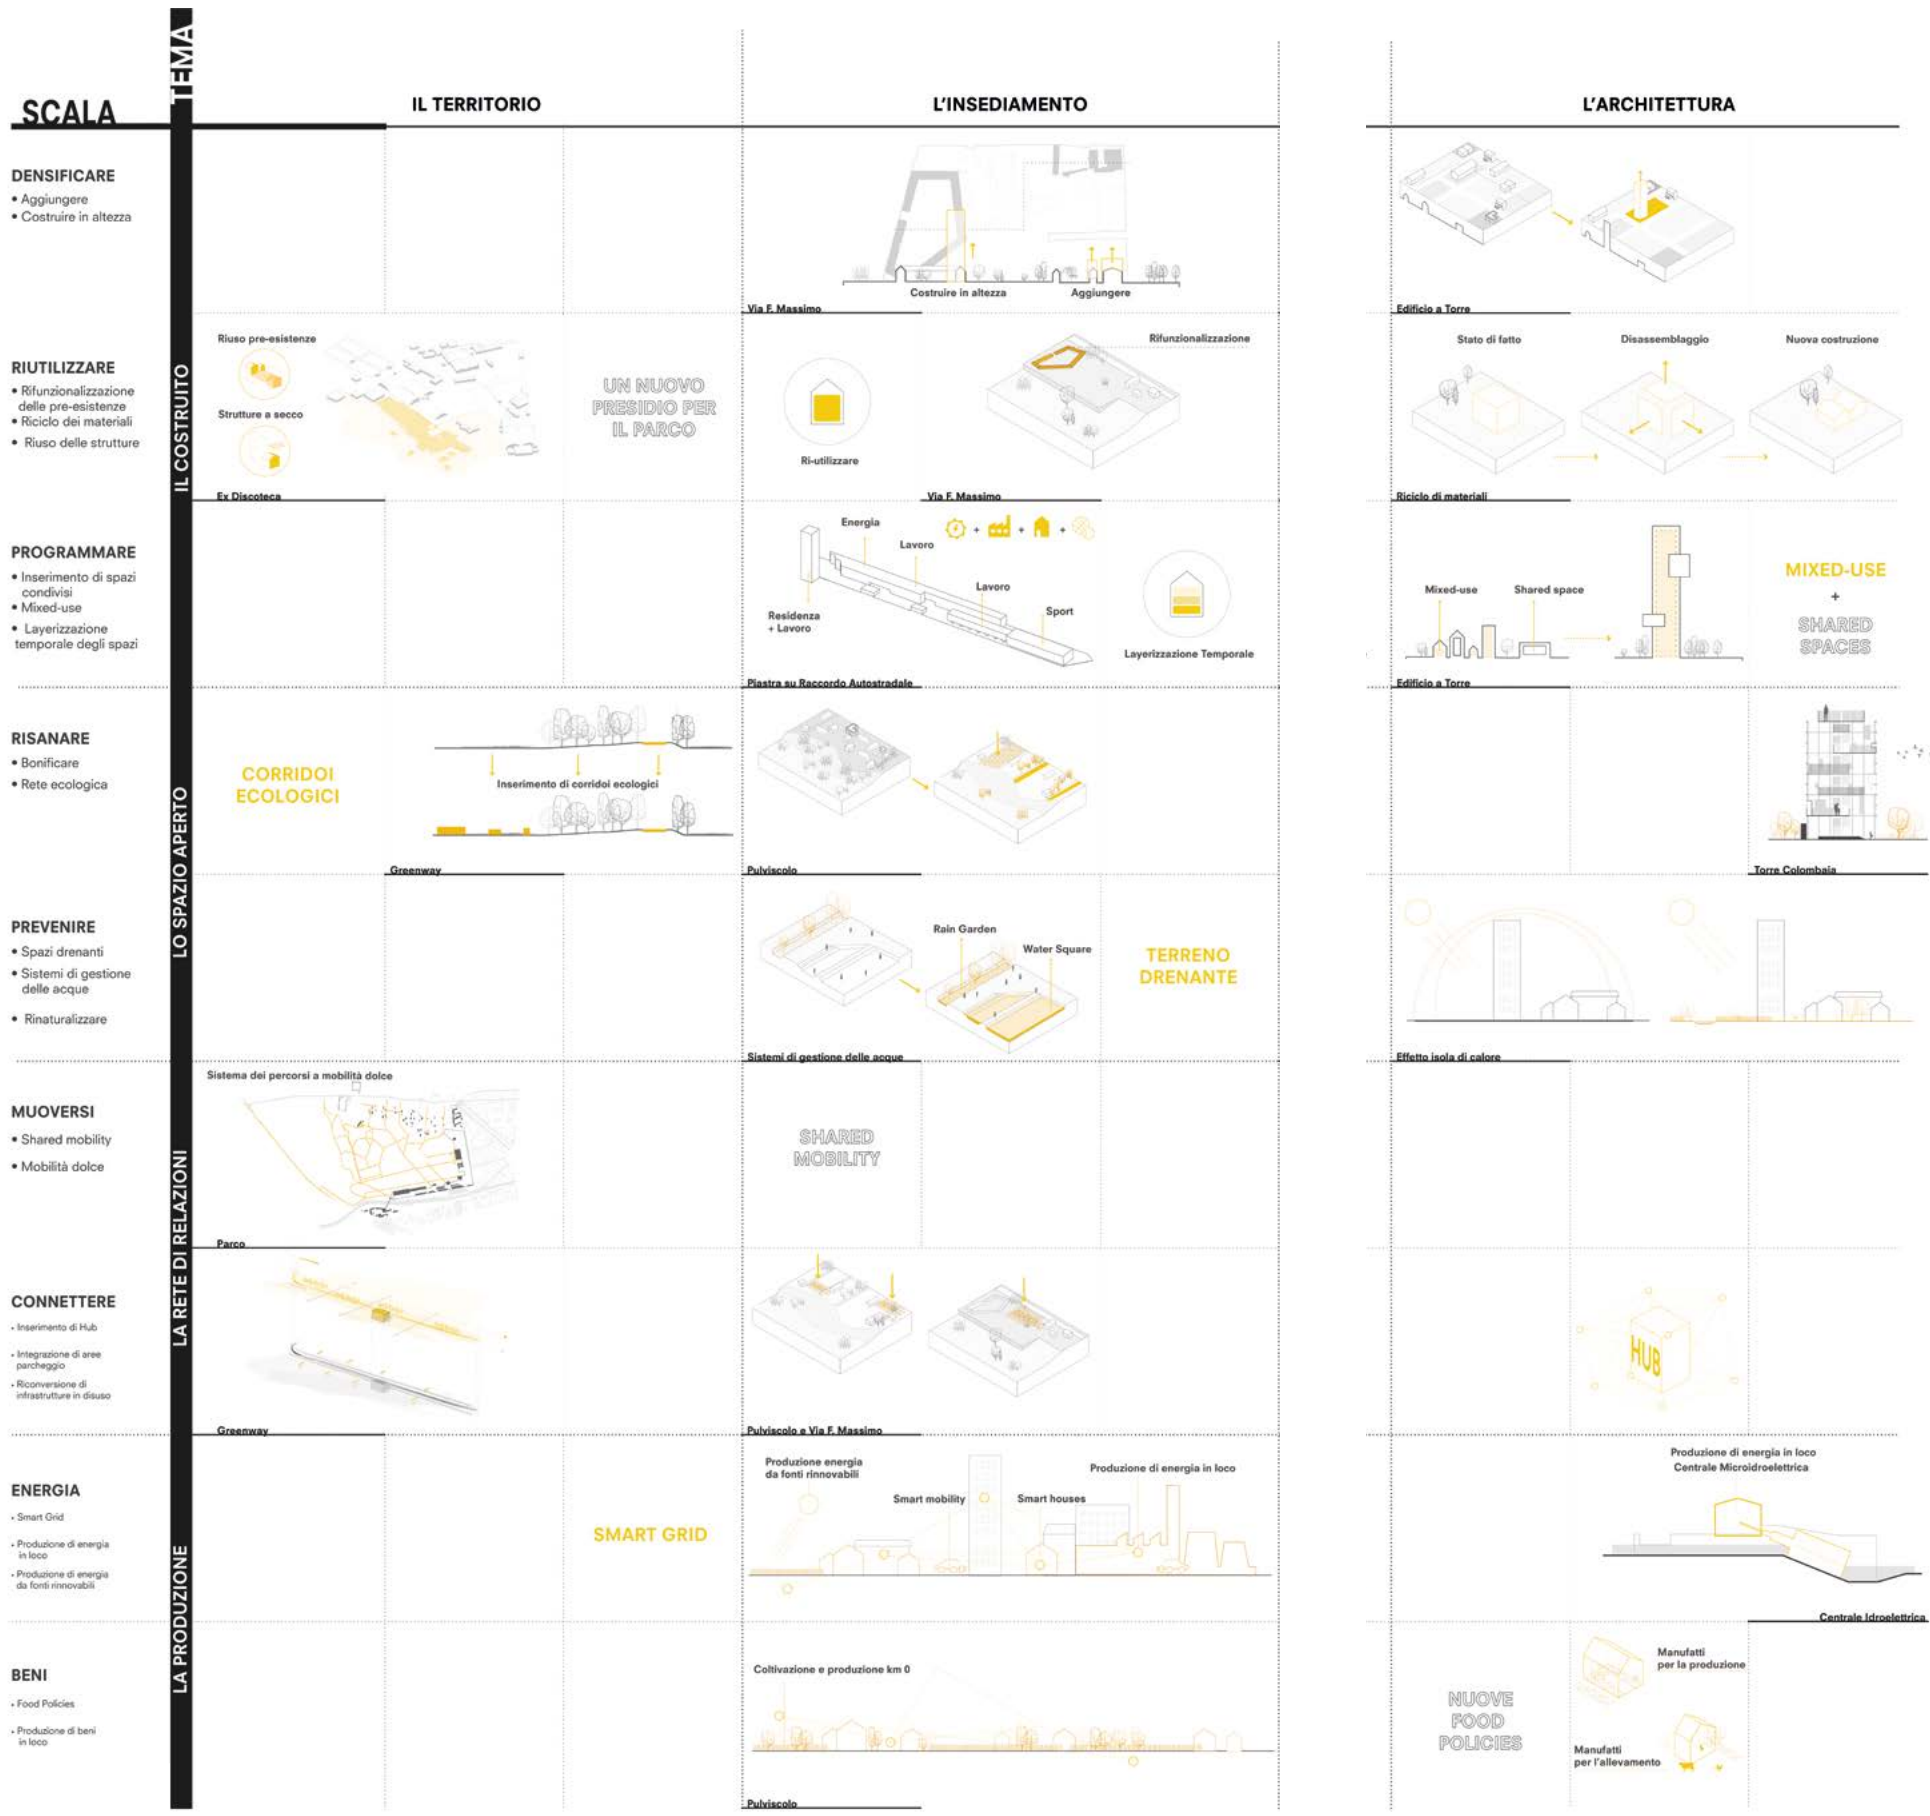 TEMA
SCALA
IL TERRITORIO
L'INSEDIAMENTO
L'ARCHITETTURA
IL COSTRUITO
DENSIFICARE
• Aggiungere
• Costruire in altezza
Costruire in altezza
Aggiungere
Via F. Massimo
Edificio a Torre
RIUTILIZZARE
• Rifunzionalizzazione
delle pre-esistenze
• Riciclo dei materiali
• Riuso delle strutture
Riuso pre-esistenze
Strutture a secco
Ex Discoteca
UN NUOVO
PRESIDIO PER
IL PARCO
Ri-utilizzare
Rifunzionalizzazione
Via F. Massimo
Stato di fatto
Disassemblaggio
Nuova costruzione
Riciclo di materiali
PROGRAMMARE
• Inserimento di spazi
condivisi
• Mixed-use
• Layerizzazione
temporale degli spazi
Energia
+ + +
Lavoro
Lavoro
Sport
Residenza
+ Lavoro
Layerizzazione Temporale
Piastra su Raccordo Autostradale
Mixed-use
Shared space
MIXED-USE
+
SHARED
SPACES
Edificio a Torre
LO SPAZIO APERTO
RISANARE
• Bonificare
• Rete ecologica
CORRIDOI
ECOLOGICI
Inserimento di corridoi ecologici
Greenway
Pulviscolo
Torre Colombaia
PREVENIRE
• Spazi drenanti
• Sistemi di gestione
delle acque
• Rinaturalizzare
Rain Garden
Water Square
TERRENO
DRENANTE
Sistemi di gestione delle acque
Effetto isola di calore
LA RETE DI RELAZIONI
MUOVERSI
• Shared mobility
• Mobilità dolce
Sistema dei percorsi a mobilità dolce
Parco
SHARED
MOBILITY
CONNETTERE
• Inserimento di Hub
• Integrazione di aree
parcheggio
• Riconversione di
infrastrutture in disuso
Greenway
Pulviscolo e Via F. Massimo
HUB
LA PRODUZIONE
ENERGIA
• Smart Grid
• Produzione di energia
in loco
• Produzione di energia
da fonti rinnovabili
SMART GRID
Produzione energia
da fonti rinnovabili
Smart mobility
Smart houses
Produzione di energia in loco
Produzione di energia in loco
Centrale Microidroelettrica
Centrale Idroelettrica
BENI
• Food Policies
• Produzione di beni
in loco
Coltivazione e produzione km 0
Pulviscolo
NUOVE
FOOD
POLICIES
Manufatti
per la produzione
Manufatti
per l'allevamento